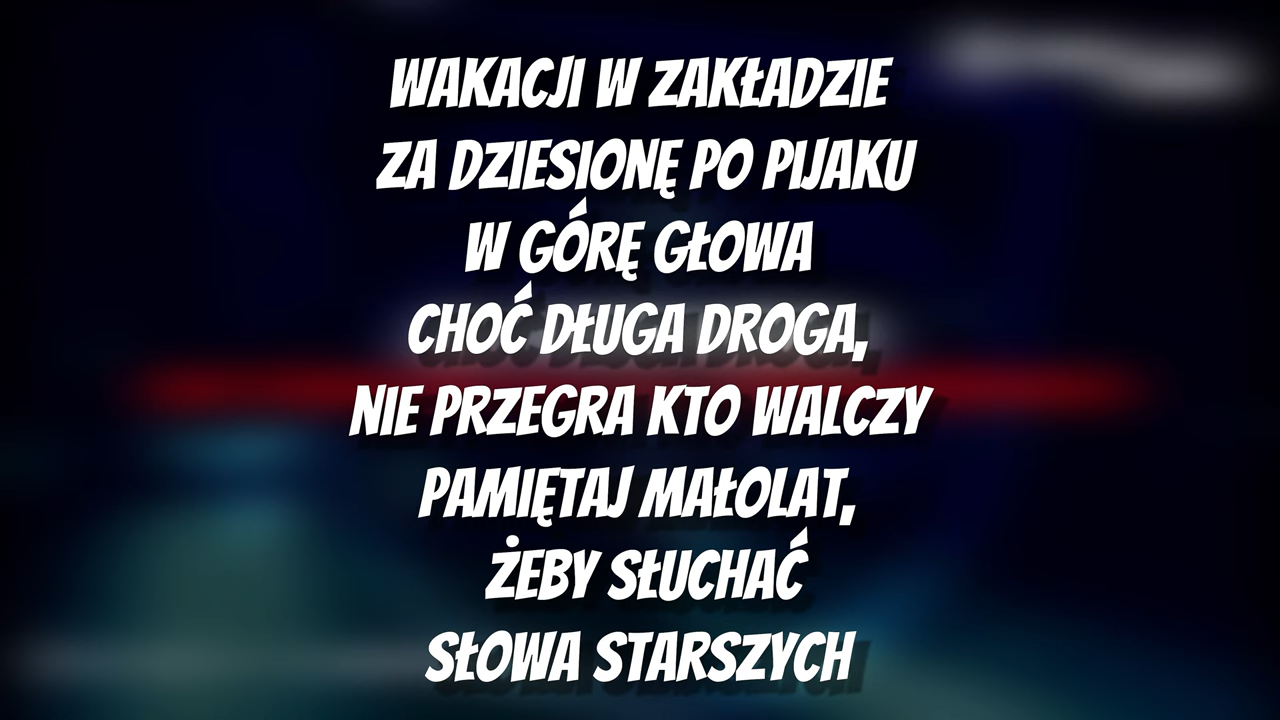 WAKACJI W ZAKŁADZIE
ZA DZIESIONĘ PO PIJAKU
W GÓRĘ GŁOWA
CHOĆ DŁUGA DROGA,
NIE PRZEGRA KTO WALCZY
PAMIĘTAJ MAŁOLAT,
ŻEBY SŁUCHAĆ
SŁOWA STARSZYCH